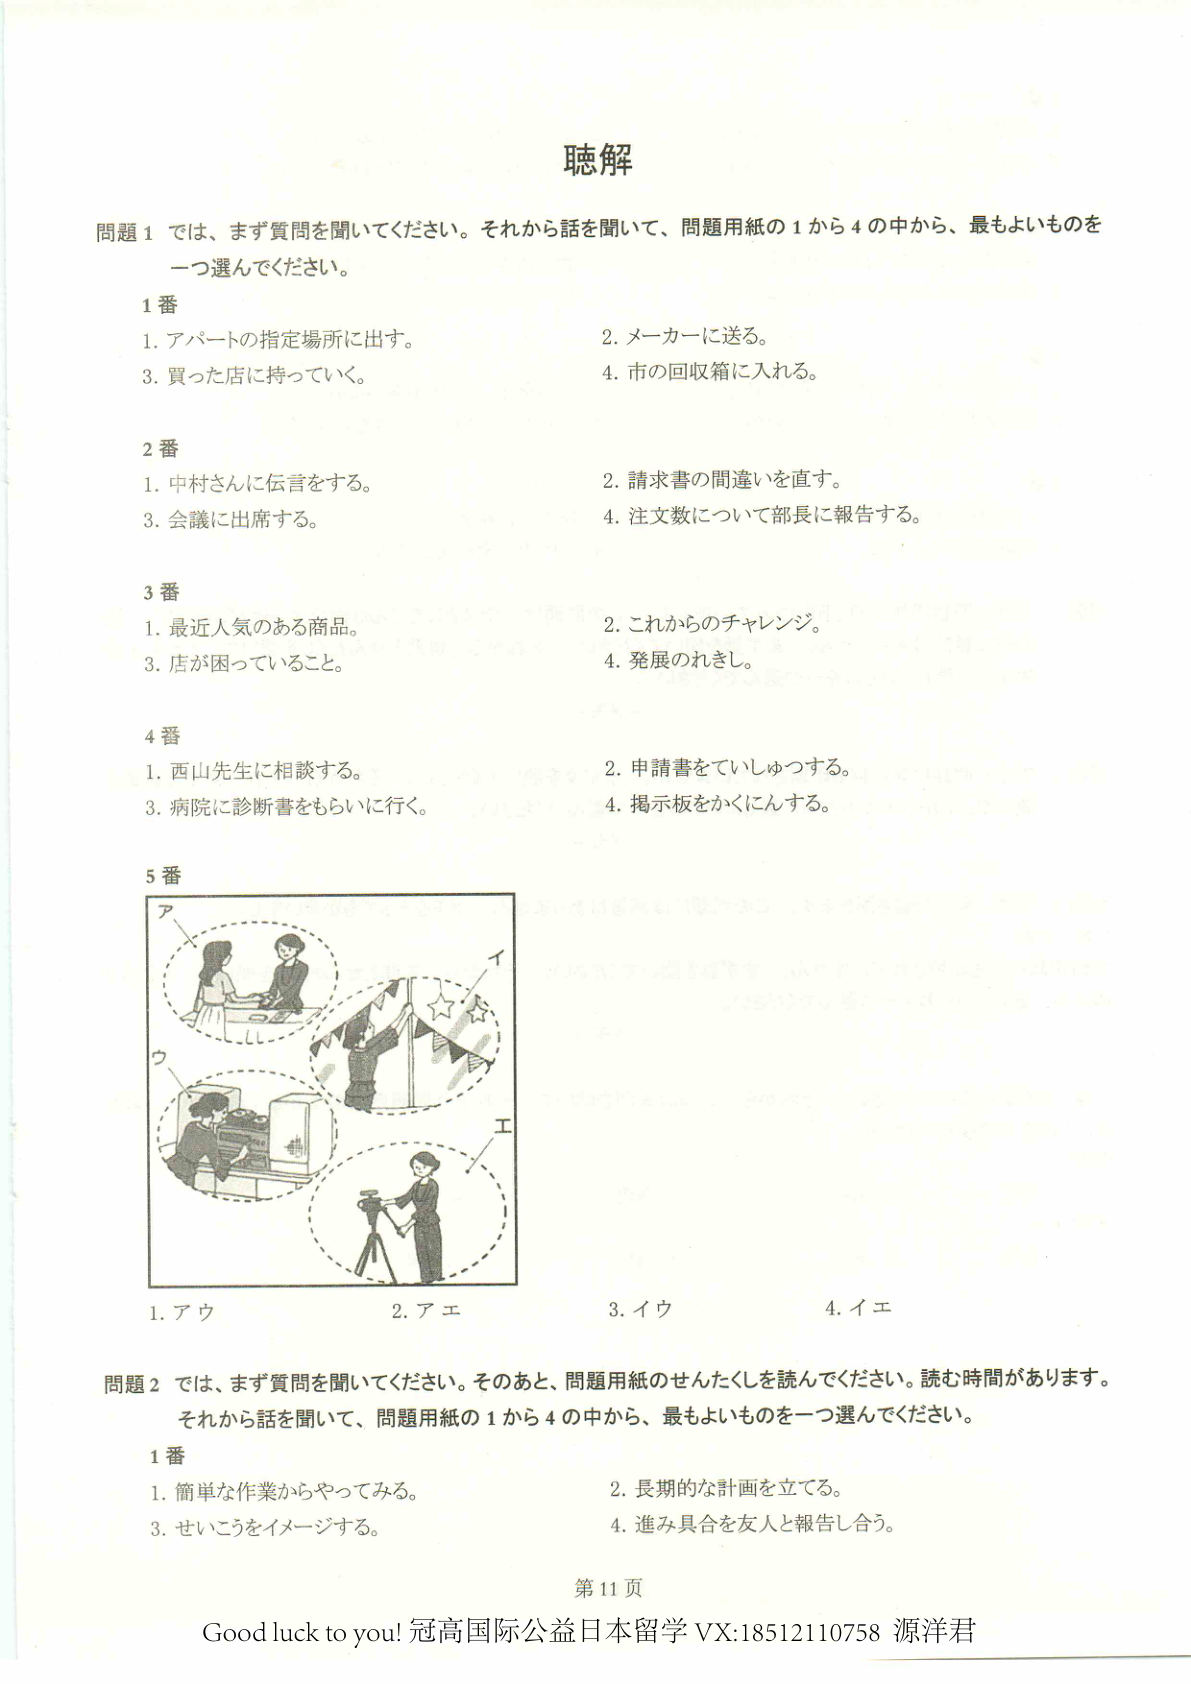 聴解
問題 1 では、まず質問を聞いてください。それから話を聞いて、問題用紙の 1 から 4 の中から、最もよいものを
一つ選んでください。
1 番
1. アパートの指定場所に出す。 2. メーカーに送る。
3. 買った店に持っていく。 4. 市の回収箱に入れる。
2 番
1. 中村さんに伝言をする。 2. 請求書の間違いを直す。
3. 会議に出席する。 4. 注文数について部長に報告する。
3 番
1. 最近人気のある商品。 2. これからのチャレンジ。
3. 店が困っていること。 4. 発展のれきし。
4 番
1. 西山先生に相談する。 2. 申請書をていしゅつする。
3. 病院に診断書をもらいに行く。 4. 掲示板をかくにんする。
5 番
ア
イ
ウ
エ
1. ア ウ 2. ア エ 3. イ ウ 4. イ エ
問題 2 では、まず質問を聞いてください。そのあと、問題用紙のせんたくしを読んでください。読む時間があります。
それから話を聞いて、問題用紙の 1 から 4 の中から、最もよいものを一つ選んでください。
1 番
1. 簡単な作業からやってみる。 2. 長期的な計画を立てる。
3. せいこうをイメージする。 4. 進み具合を友人と報告し合う。
第 11 页
Good luck to you! 冠高国际公益日本留学 VX:18512110758 源洋君